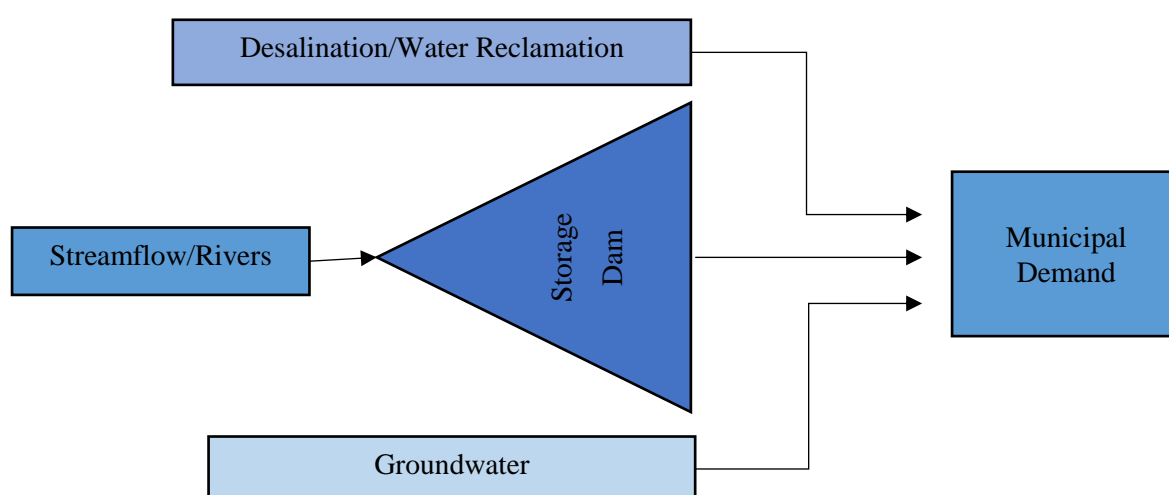 Desalination/Water Reclamation
Streamflow/Rivers
Storage
Dam
Municipal
Demand
Groundwater